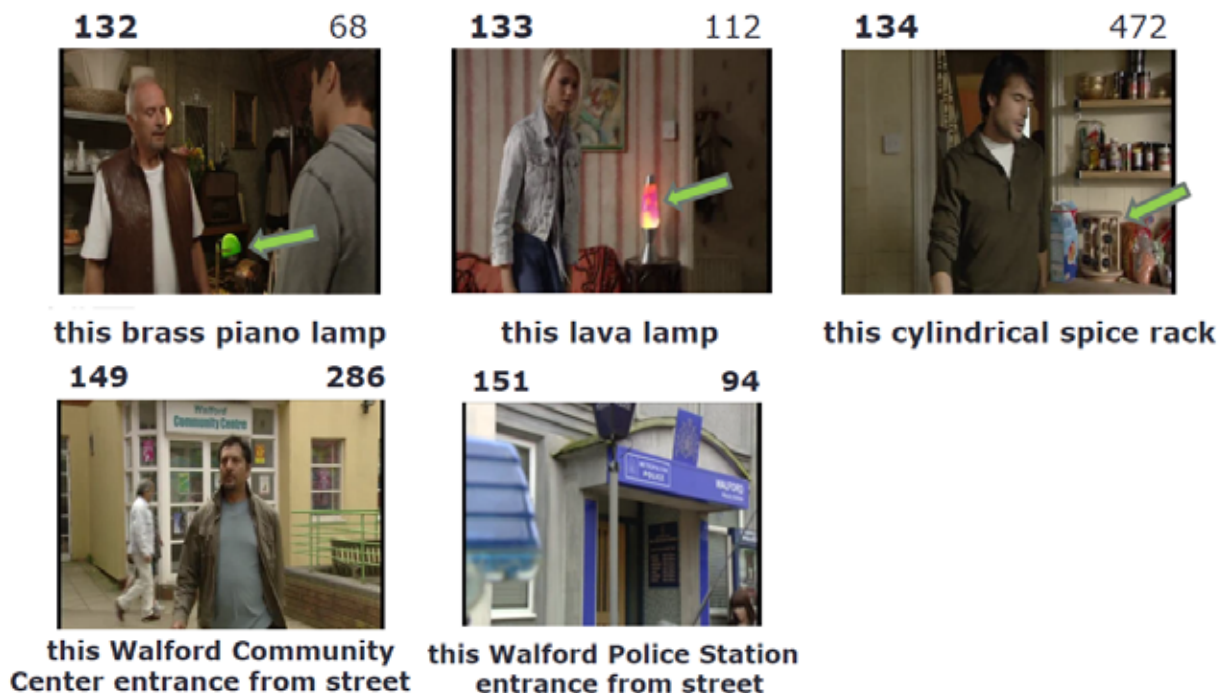 132 68
133 112
134 472
this brass piano lamp
this lava lamp
this cylindrical spice rack
149 286
151 94
Walford
Community Centre
METROPOLITAN
POLICE
WALFORD
this Walford Community
Center entrance from street
this Walford Police Station
entrance from street